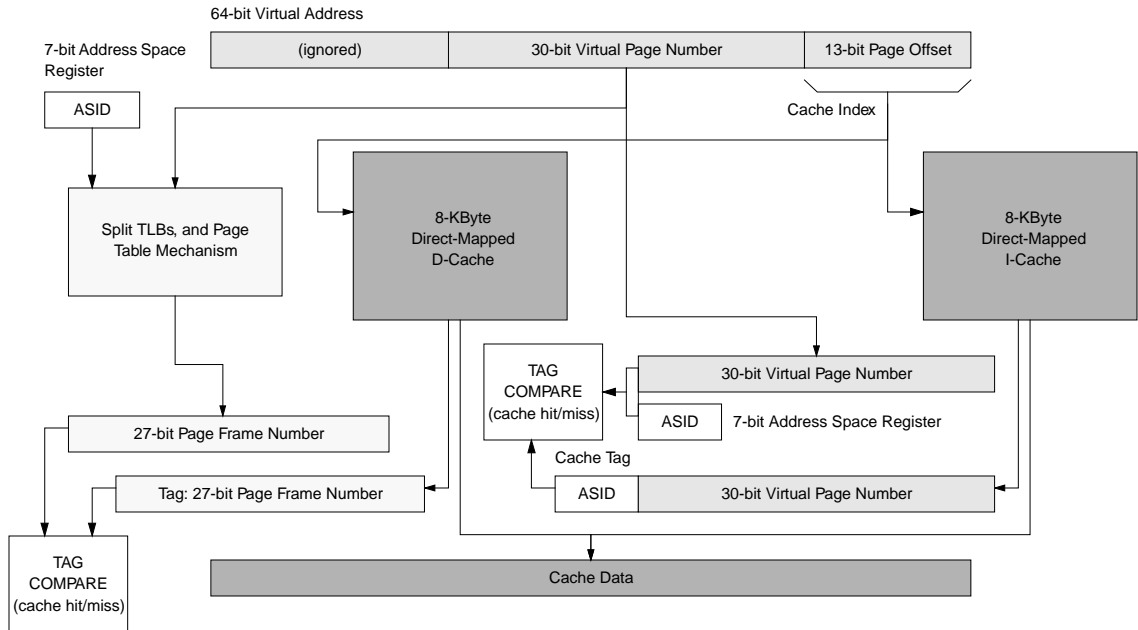 64-bit Virtual Address
7-bit Address Space
Register
(ignored)
30-bit Virtual Page Number
13-bit Page Offset
ASID
Cache Index
Split TLBs, and Page
Table Mechanism
8-KByte
Direct-Mapped
D-Cache
8-KByte
Direct-Mapped
I-Cache
TAG
COMPARE
(cache hit/miss)
30-bit Virtual Page Number
ASID
7-bit Address Space Register
27-bit Page Frame Number
Cache Tag
Tag: 27-bit Page Frame Number
ASID
30-bit Virtual Page Number
TAG
COMPARE
(cache hit/miss)
Cache Data